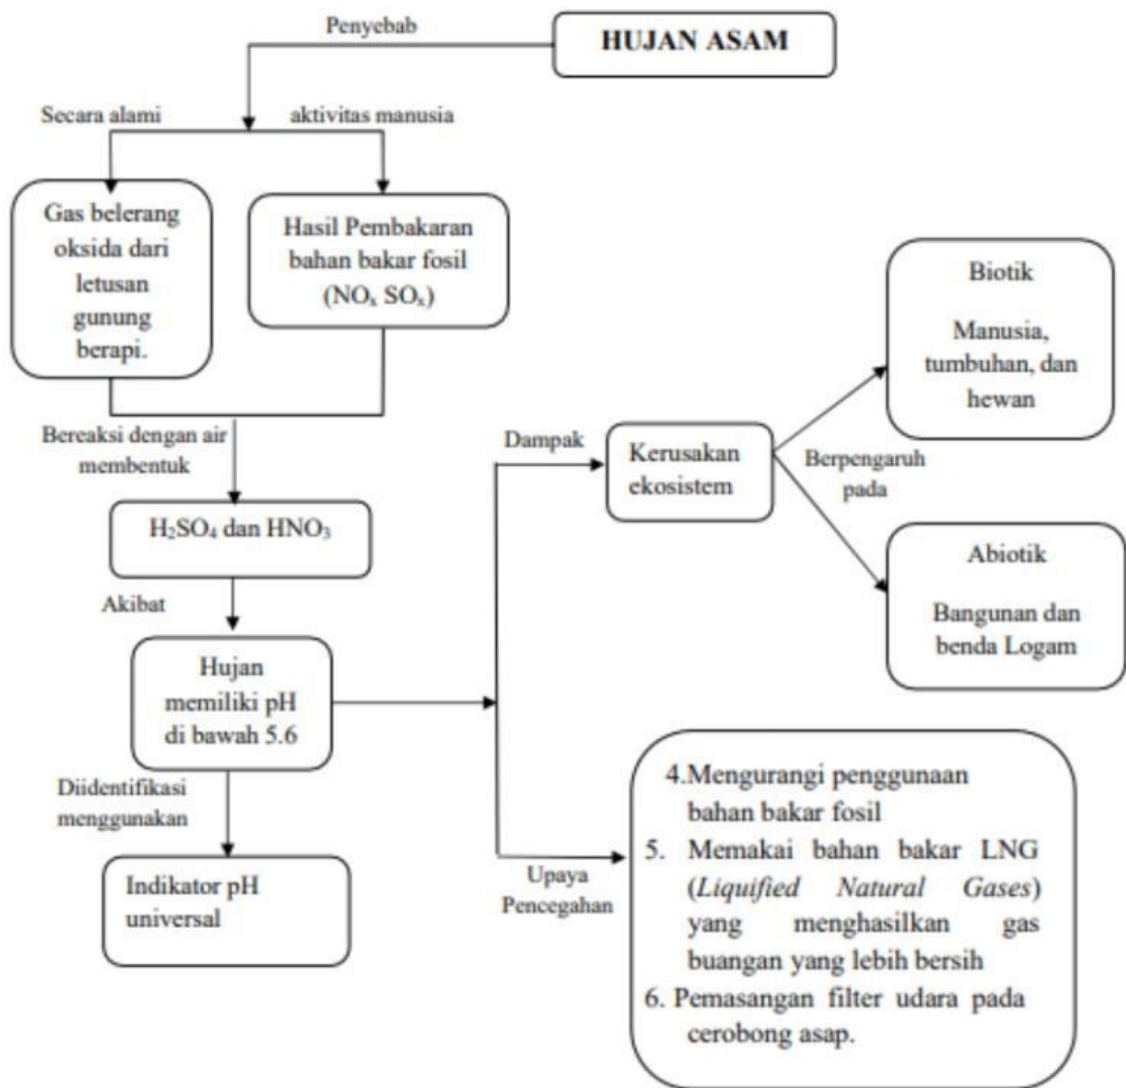 HUJAN ASAM
Penyebab
Secara alami
aktivitas manusia
Gas belerang
oksida dari
letusan
gunung
berapi.
Hasil Pembakaran
bahan bakar fosil
(NOₓ SOₓ)
Bereaksi dengan air
membentuk
H₂SO₄ dan HNO₃
Akibat
Hujan
memiliki pH
di bawah 5.6
Diidentifikasi
menggunakan
Indikator pH
universal
Dampak
Kerusakan
ekosistem
Berpengaruh
pada
Biotik
Manusia,
tumbuhan, dan
hewan
Abiotik
Bangunan dan
benda Logam
Upaya
Pencegahan
4.Mengurangi penggunaan
bahan bakar fosil
5. Memakai bahan bakar LNG
(Liquified Natural Gases)
yang menghasilkan gas
buangan yang lebih bersih
6. Pemasangan filter udara pada
cerobong asap.